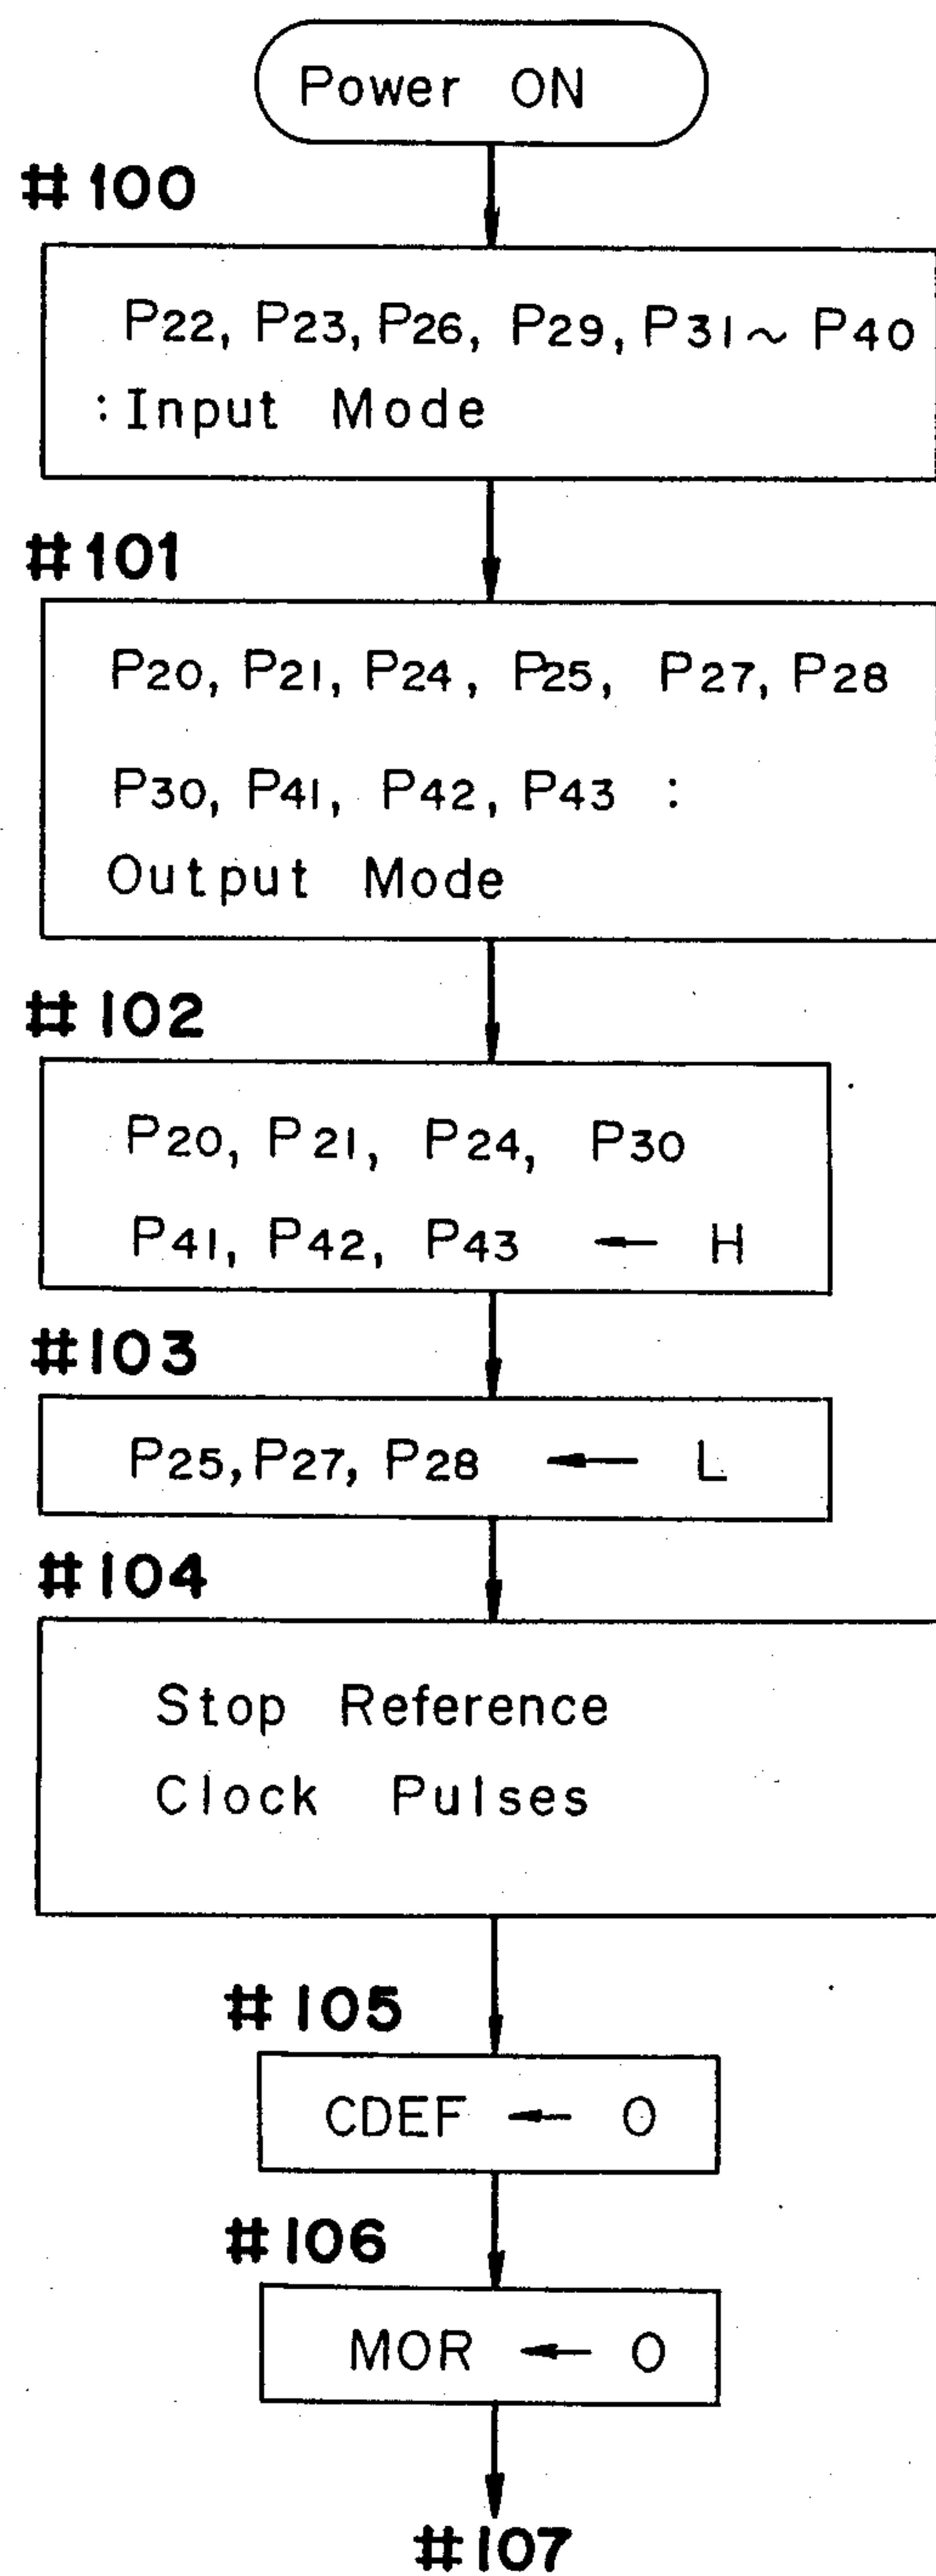 Power ON
#100
P22, P23, P26, P29, P31~ P40
: Input Mode
#101
P20, P21, P24, P25, P27, P28
P30, P41, P42, P43 :
Output Mode
#102
P20, P21, P24, P30
P41, P42, P43 ← H
#103
P25, P27, P28 ← L
#104
Stop Reference
Clock Pulses
#105
CDEF ← 0
#106
MOR ← 0
#107